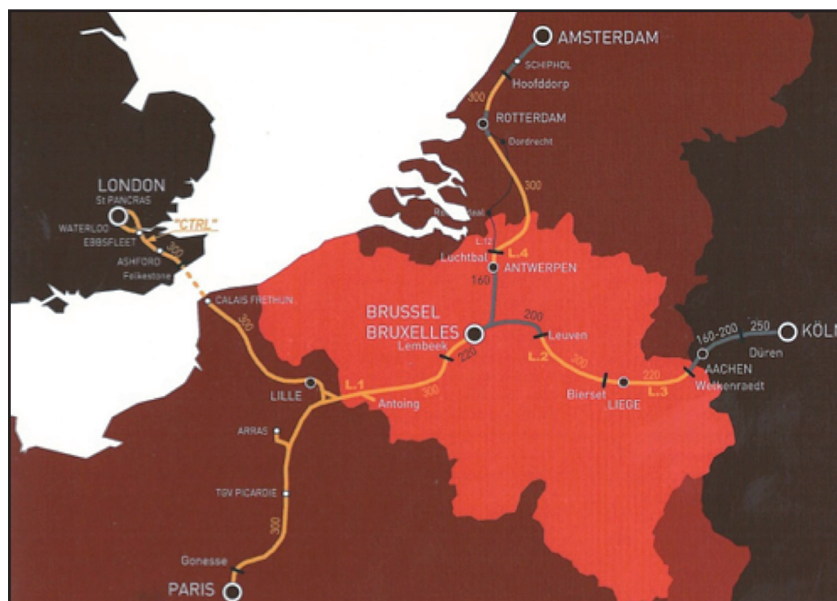 AMSTERDAM
SCHIPHOL
Hoofddorp
300
ROTTERDAM
Dordrecht
300
LONDON
St PANCRAS
WATERLOO
"CTRL"
EBBSFLEET
300
ASHFORD
Folkestone
L.12
L.4
Luchtbal
ANTWERPEN
160
CALAIS FRETHUN
300
BRUSSEL
BRUXELLES
200
Leuven
Lembeek
220
L.2
300
160-200
250
KÖLN
Düren
AACHEN
Welkenraedt
220
L.3
Bierset
LIEGE
LILLE
L.1
300
Antoing
ARRAS
TGV PICARDIE
300
Gonesse
PARIS